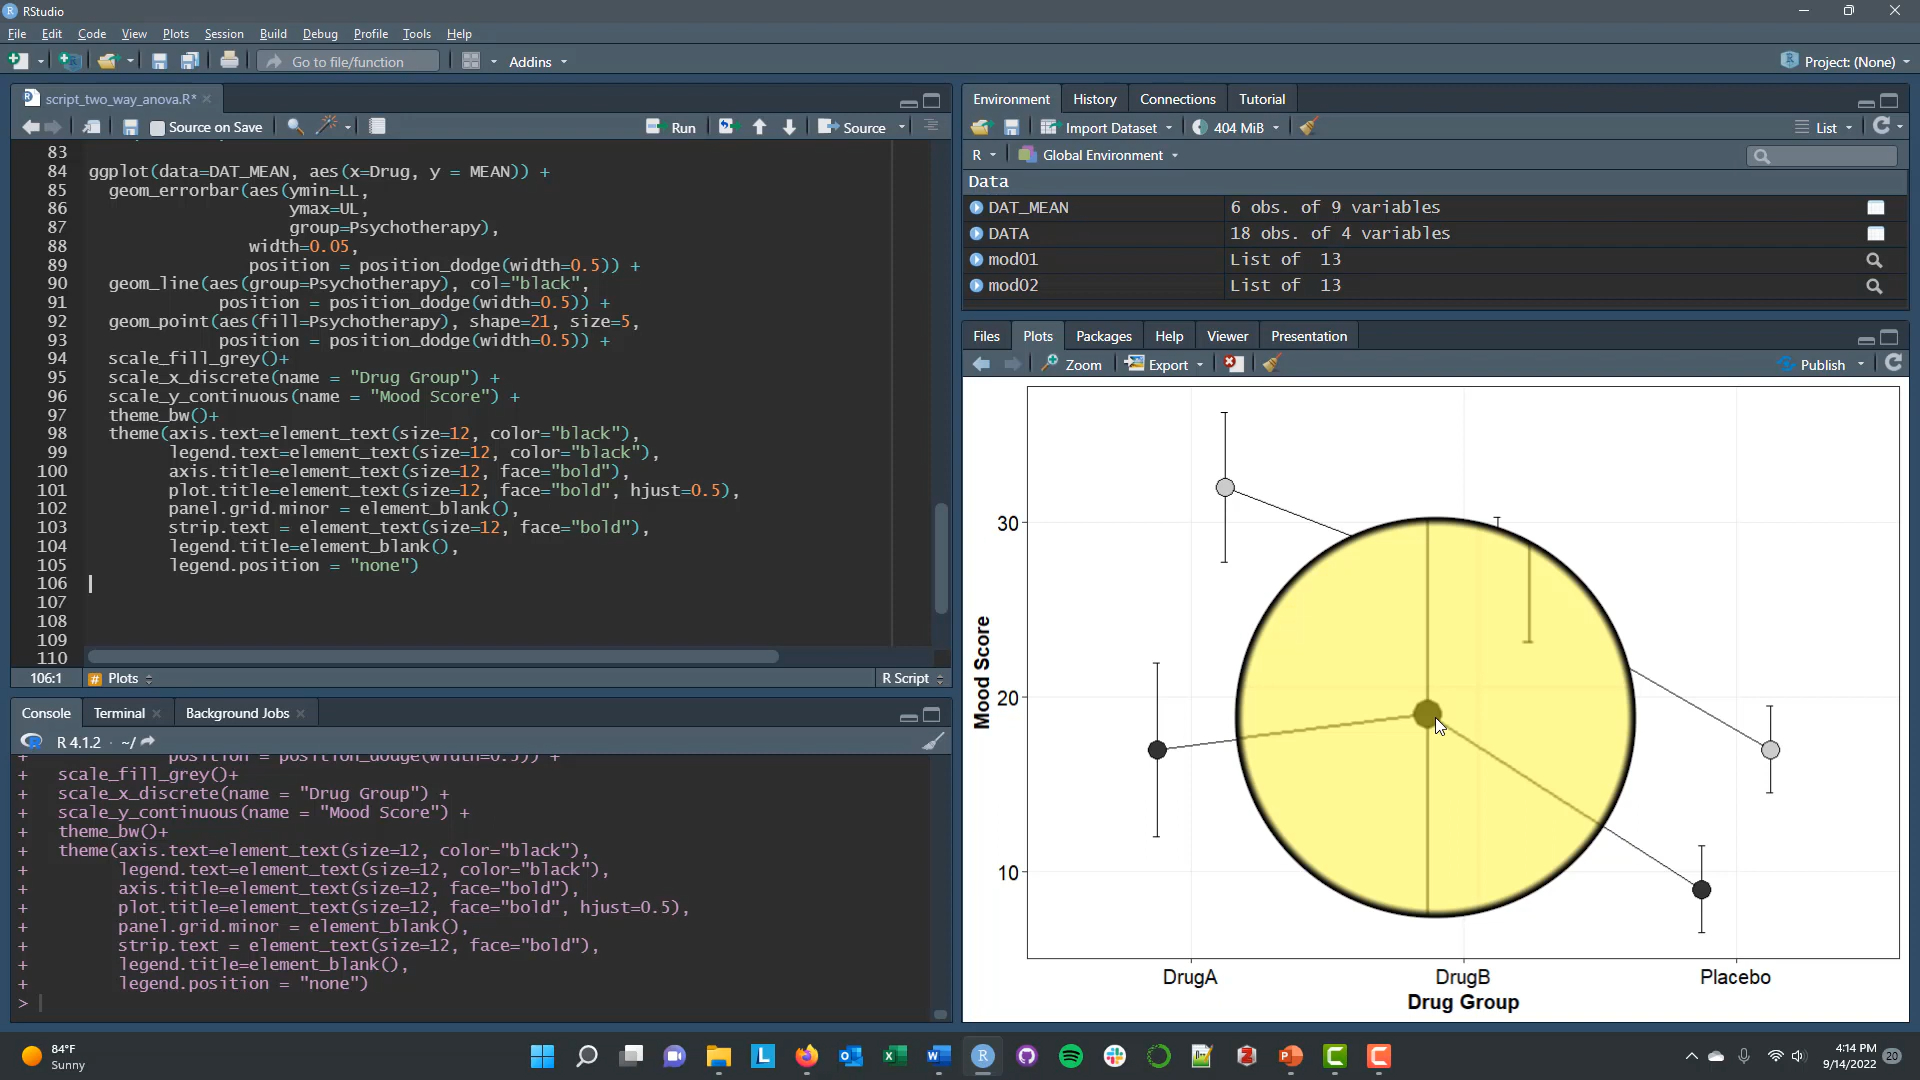 RStudio
File Edit Code View Plots Session Build Debug Profile Tools Help
Go to file/function Addins Project: (None)
script_two_way_anova.R*
Source on Save Run Source
83
84 ggplot(data=DAT_MEAN, aes(x=Drug, y = MEAN)) +
85 geom_errorbar(aes(ymin=LL,
86 ymax=UL,
87 group=Psychotherapy),
88 width=0.05,
89 position = position_dodge(width=0.5)) +
90 geom_line(aes(group=Psychotherapy), col="black",
91 position = position_dodge(width=0.5)) +
92 geom_point(aes(fill=Psychotherapy), shape=21, size=5,
93 position = position_dodge(width=0.5)) +
94 scale_fill_grey()+
95 scale_x_discrete(name = "Drug Group") +
96 scale_y_continuous(name = "Mood Score") +
97 theme_bw()+
98 theme(axis.text=element_text(size=12, color="black"),
99 legend.text=element_text(size=12, color="black"),
100 axis.title=element_text(size=12, face="bold"),
101 plot.title=element_text(size=12, face="bold", hjust=0.5),
102 panel.grid.minor = element_blank(),
103 strip.text = element_text(size=12, face="bold"),
104 legend.title=element_blank(),
105 legend.position = "none")
106
107
108
109
110
106:1 # Plots R Script
Console Terminal Background Jobs
R 4.1.2 · ~/
+ position = position_dodge(width=0.5)) +
+ scale_fill_grey()+
+ scale_x_discrete(name = "Drug Group") +
+ scale_y_continuous(name = "Mood Score") +
+ theme_bw()+
+ theme(axis.text=element_text(size=12, color="black"),
+ legend.text=element_text(size=12, color="black"),
+ axis.title=element_text(size=12, face="bold"),
+ plot.title=element_text(size=12, face="bold", hjust=0.5),
+ panel.grid.minor = element_blank(),
+ strip.text = element_text(size=12, face="bold"),
+ legend.title=element_blank(),
+ legend.position = "none")
>
Environment History Connections Tutorial
Import Dataset 404 MiB List
R Global Environment
Data
DAT_MEAN 6 obs. of 9 variables
DATA 18 obs. of 4 variables
mod01 List of 13
mod02 List of 13
Files Plots Packages Help Viewer Presentation
Zoom Export Publish
Mood Score
30
20
10
DrugA DrugB Placebo
Drug Group
84°F
Sunny
4:14 PM
9/14/2022
20